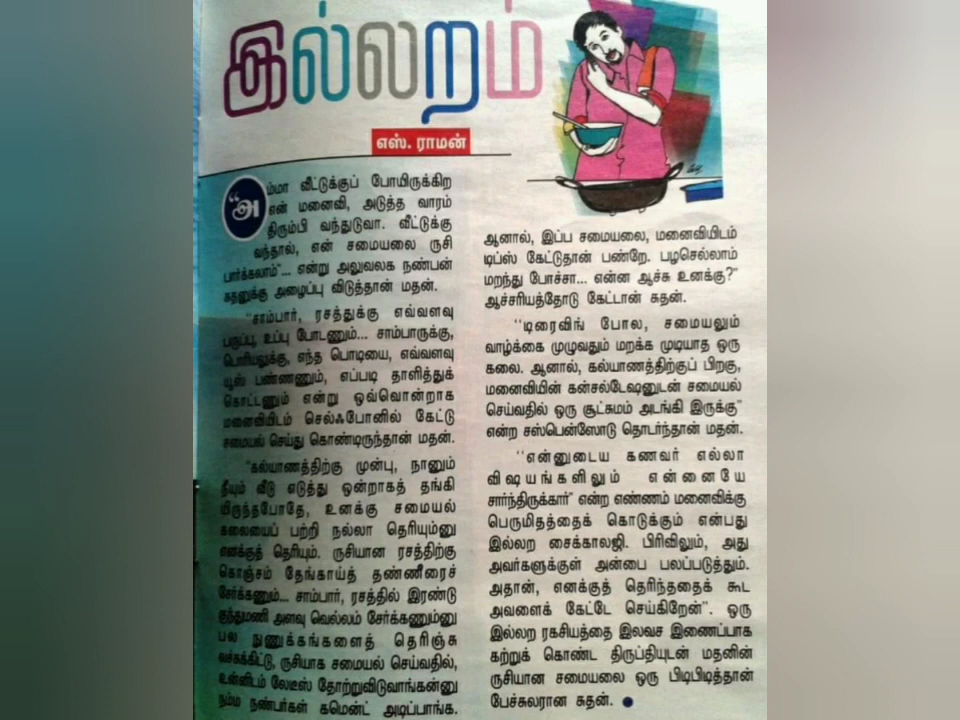 இல்லறம்
எஸ். ராமன்
"அம்மா வீட்டுக்குப் போயிருக்கிற
என் மனைவி, அடுத்த வாரம்
திரும்பி வந்துடுவா. வீட்டுக்கு
வந்தால், என் சமையலை ருசி
பார்க்கலாம்"... என்று அலுவலக நண்பன்
சுதனுக்கு அழைப்பு விடுத்தான் மதன்.
"சாம்பார், ரசத்துக்கு எவ்வளவு
பருப்பு, உப்பு போடணும்... சாம்பாருக்கு,
பொரியலுக்கு, எந்த பொடியை, எவ்வளவு
யூஸ் பண்ணணும், எப்படி தாளித்துக்
கொட்டணும் என்று ஒவ்வொன்றாக
மனைவியிடம் செல்ஃபோனில் கேட்டு
சமையல் செய்து கொண்டிருந்தான் மதன்.
"கல்யாணத்திற்கு முன்பு, நானும்
நீயும் வீடு எடுத்து ஒன்றாகத் தங்கி
யிருந்தபோதே, உனக்கு சமையல்
கலையைப் பற்றி நல்லா தெரியும்னு
எனக்குத் தெரியும். ருசியான ரசத்திற்கு
கொஞ்சம் தேங்காய்த் தண்ணீரைச்
சேர்க்கணும்... சாம்பார், ரசத்தில் இரண்டு
குந்துமணி அளவு வெல்லம் சேர்க்கணும்னு
பல நுணுக்கங்களைத் தெரிஞ்சு
வச்சுக்கிட்டு, ருசியாக சமையல் செய்வதில்,
உன்னிடம் லேடீஸ் தோற்றுவிடுவாங்கன்னு
நம்ம நண்பர்கள் கமென்ட் அடிப்பாங்க.
ஆனால், இப்ப சமையலை, மனைவியிடம்
டிப்ஸ் கேட்டுதான் பண்றே. பழசெல்லாம்
மறந்து போச்சா... என்ன ஆச்சு உனக்கு?"
ஆச்சரியத்தோடு கேட்டான் சுதன்.
"டிரைவிங் போல, சமையலும்
வாழ்க்கை முழுவதும் மறக்க முடியாத ஒரு
கலை. ஆனால், கல்யாணத்திற்குப் பிறகு,
மனைவியின் கன்சல்டேஷனுடன் சமையல்
செய்வதில் ஒரு சூட்சுமம் அடங்கி இருக்கு"
என்ற சஸ்பென்ஸோடு தொடர்ந்தான் மதன்.
"என்னுடைய கணவர் எல்லா
விஷயங்களிலும் என்னையே
சார்ந்திருக்கார்" என்ற எண்ணம் மனைவிக்கு
பெருமிதத்தைக் கொடுக்கும் என்பது
இல்லற சைக்காலஜி. பிரிவிலும், அது
அவர்களுக்குள் அன்பை பலப்படுத்தும்.
அதான், எனக்குத் தெரிந்ததைக் கூட
அவளைக் கேட்டே செய்கிறேன்". ஒரு
இல்லற ரகசியத்தை இலவச இணைப்பாக
கற்றுக் கொண்ட திருப்தியுடன் மதனின்
ருசியான சமையலை ஒரு பிடிபிடித்தான்
பேச்சுலரான சுதன்.